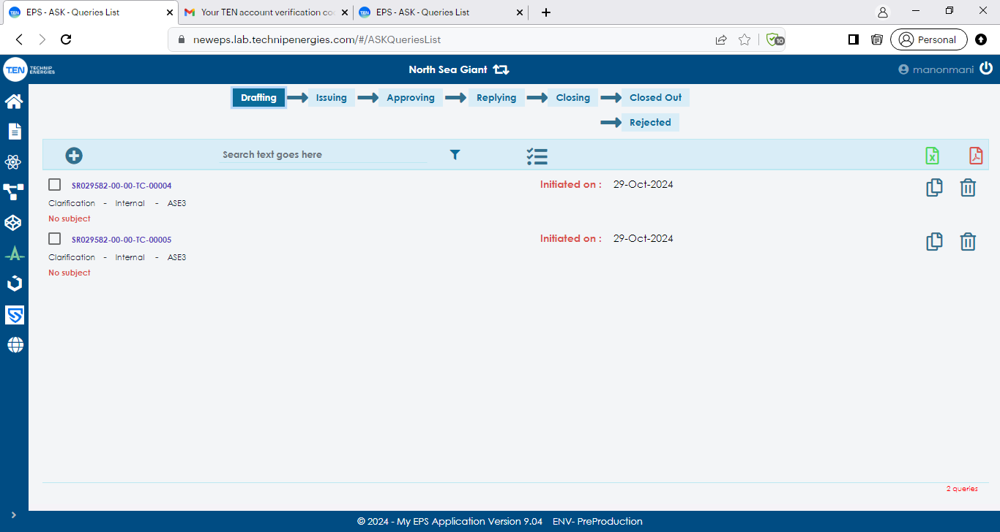 EPS - ASK - Queries List
Your TEN account verification co
EPS - ASK - Queries List
neweps.lab.technipenergies.com/#/ASKQueriesList
10
Personal
T.EN TECHNIP ENERGIES
North Sea Giant
manonmani
Drafting Issuing Approving Replying Closing Closed Out
Rejected
Search text goes here
SR029582-00-00-TC-00004 Initiated on : 29-Oct-2024
Clarification - Internal - ASE3
No subject
SR029582-00-00-TC-00005 Initiated on : 29-Oct-2024
Clarification - Internal - ASE3
No subject
2 queries
© 2024 - My EPS Application Version 9.04 ENV- PreProduction